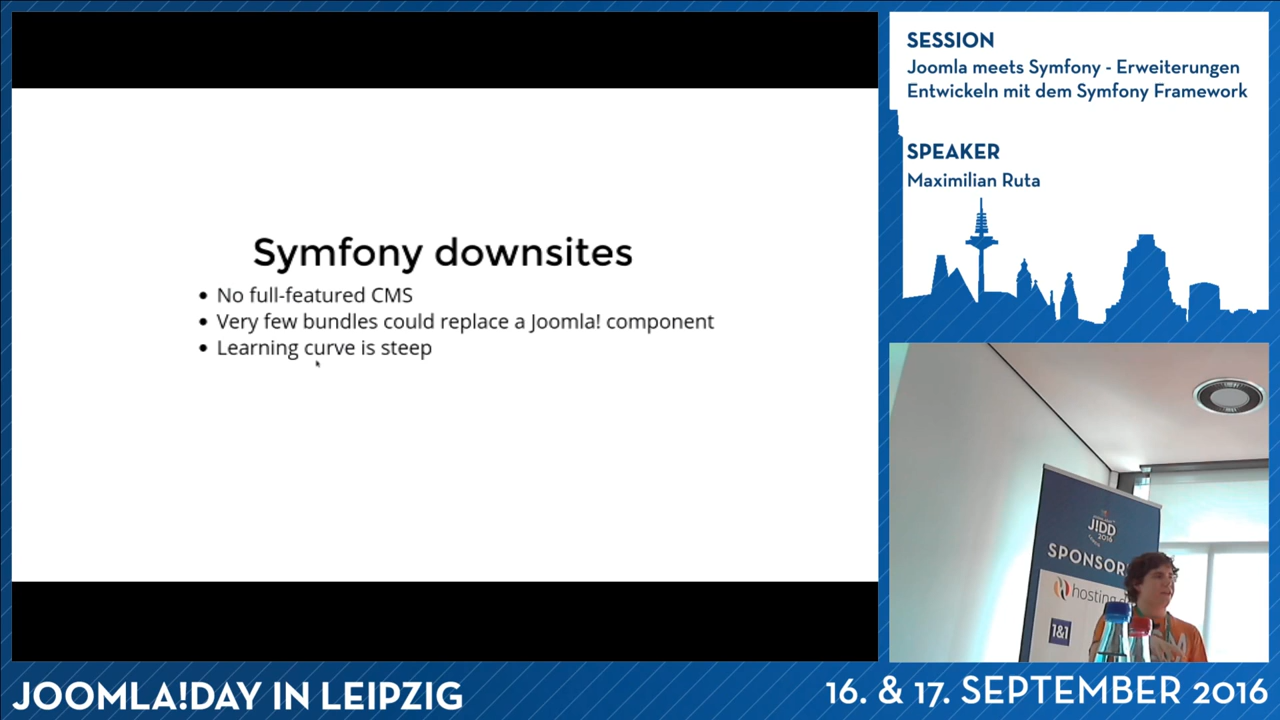 Symfony downsites
No full-featured CMS
Very few bundles could replace a Joomla! component
Learning curve is steep
SESSION
Joomla meets Symfony - Erweiterungen
Entwickeln mit dem Symfony Framework
SPEAKER
Maximilian Ruta
J!DD
2016
SPONSOR
hosting
1&1
JOOMLA!DAY IN LEIPZIG
16. & 17. SEPTEMBER 2016